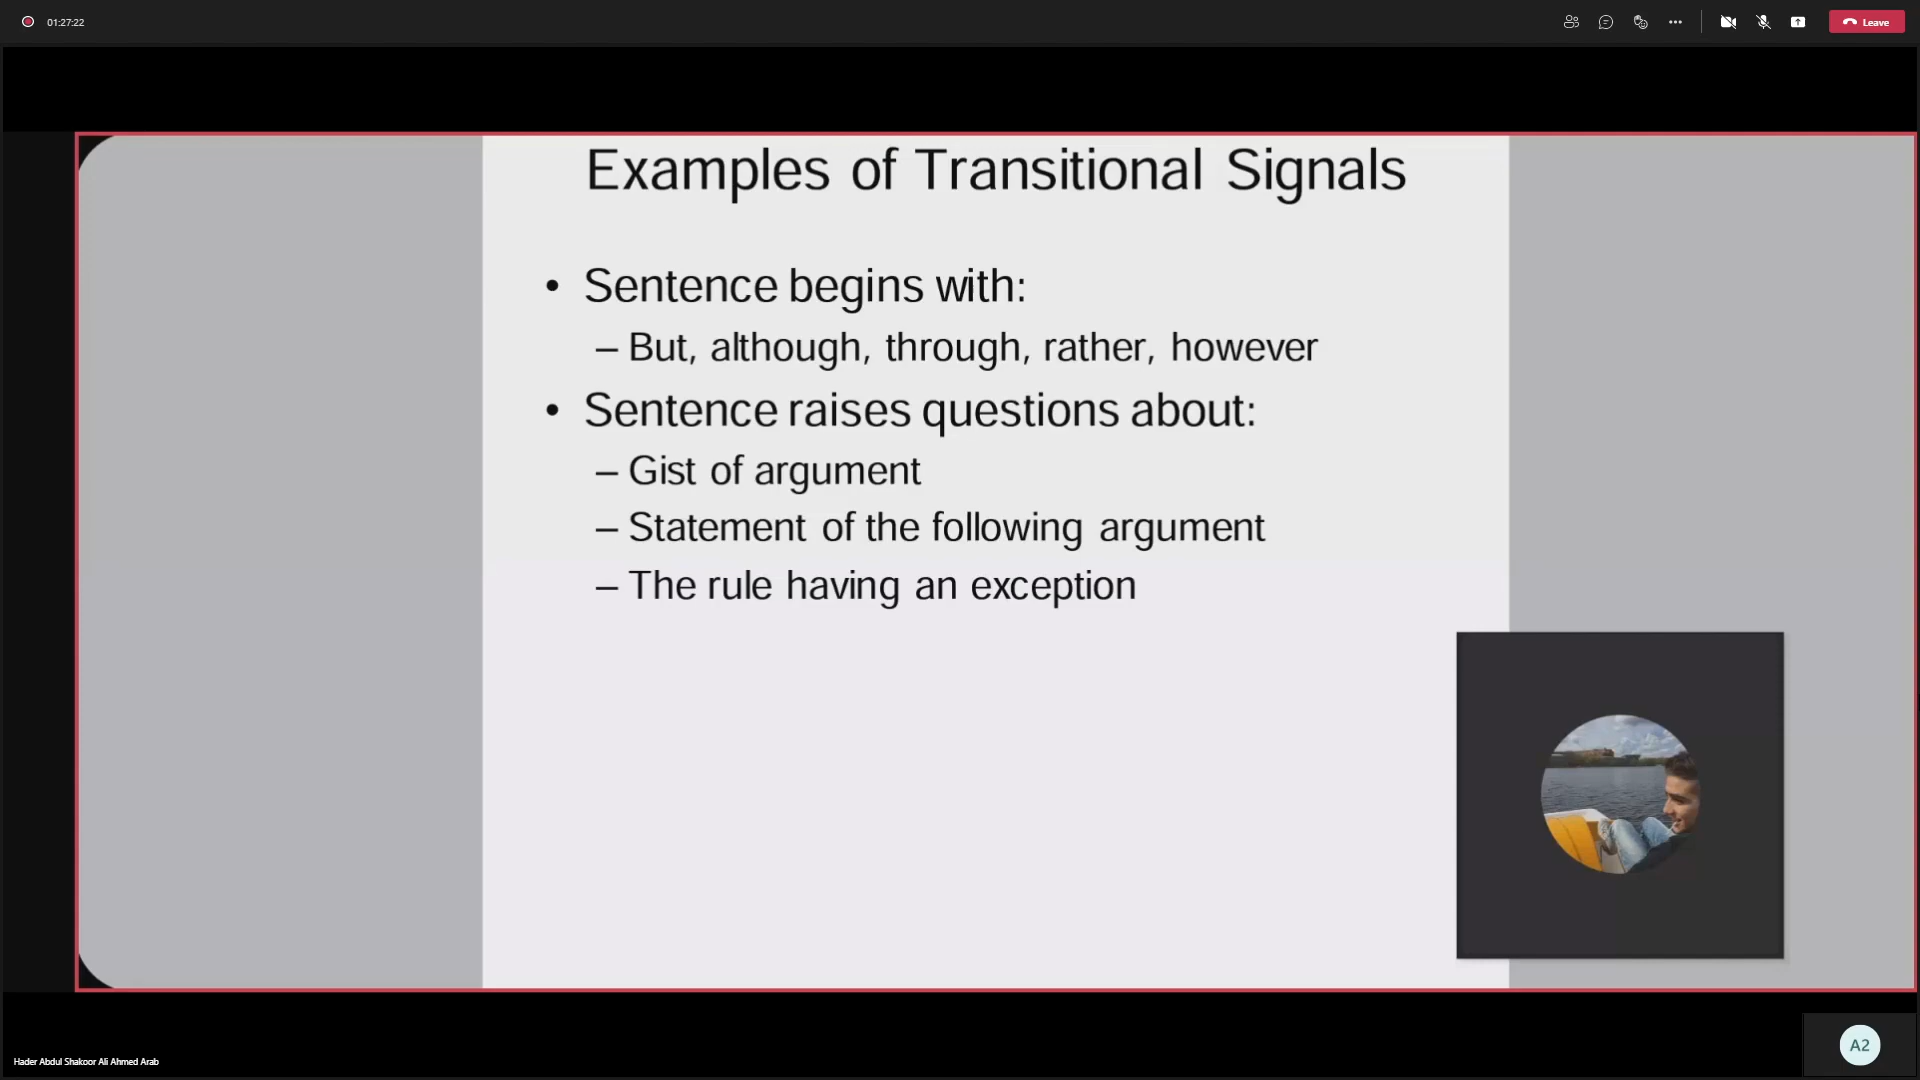 01:27:22
Leave
Examples of Transitional Signals
• Sentence begins with:
– But, although, through, rather, however
• Sentence raises questions about:
– Gist of argument
– Statement of the following argument
– The rule having an exception
Hader Abdul Shakoor Ali Ahmed Arab
A2